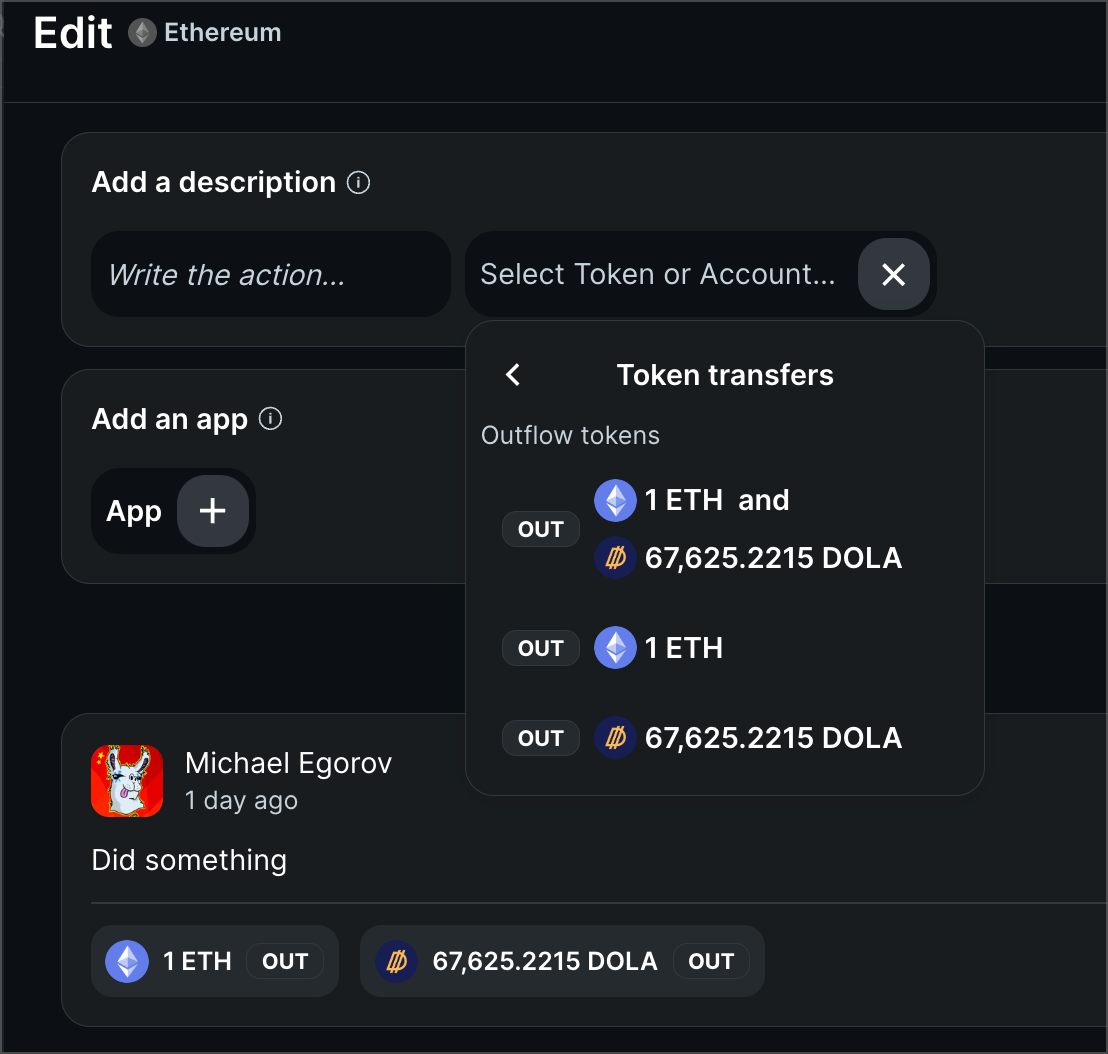 Edit Ethereum
Add a description
Write the action...
Select Token or Account...
Token transfers
Outflow tokens
OUT
1 ETH and
67,625.2215 DOLA
OUT 1 ETH
OUT 67,625.2215 DOLA
Add an app
App
Michael Egorov
1 day ago
Did something
1 ETH OUT 67,625.2215 DOLA OUT